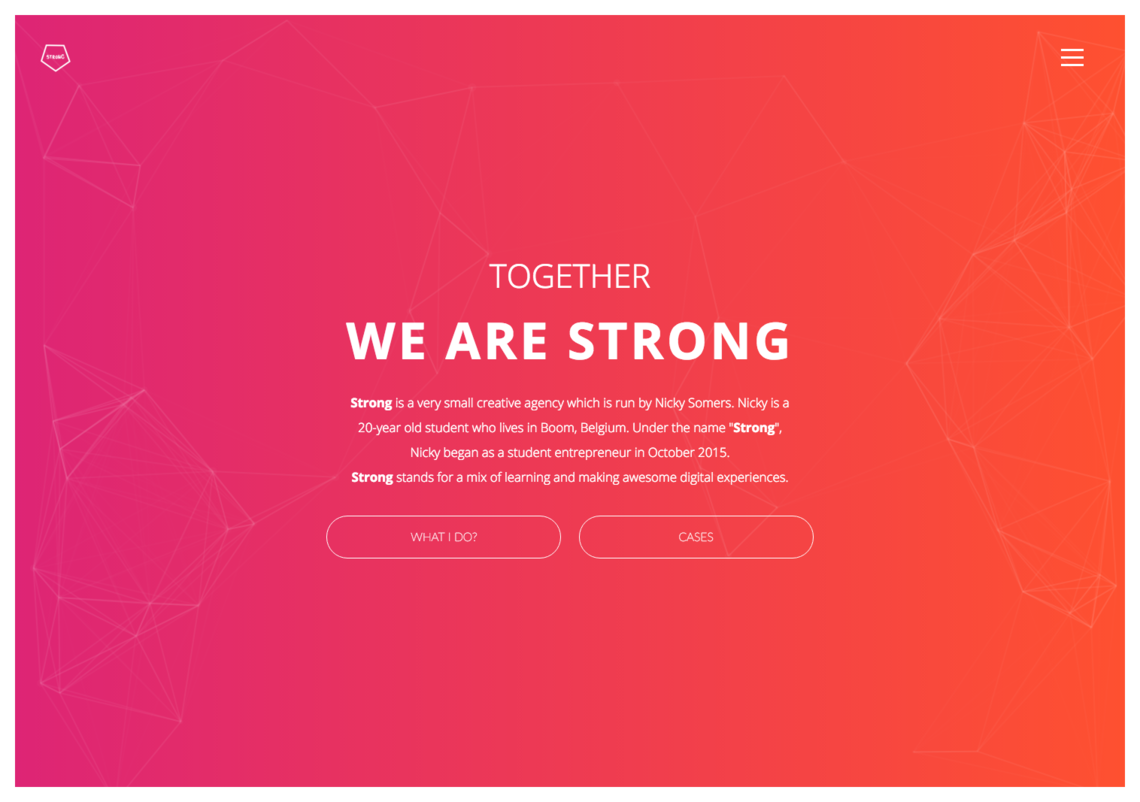 STRONG
TOGETHER
WE ARE STRONG
Strong is a very small creative agency which is run by Nicky Somers. Nicky is a
20-year old student who lives in Boom, Belgium. Under the name "Strong",
Nicky began as a student entrepreneur in October 2015.
Strong stands for a mix of learning and making awesome digital experiences.
WHAT I DO?
CASES